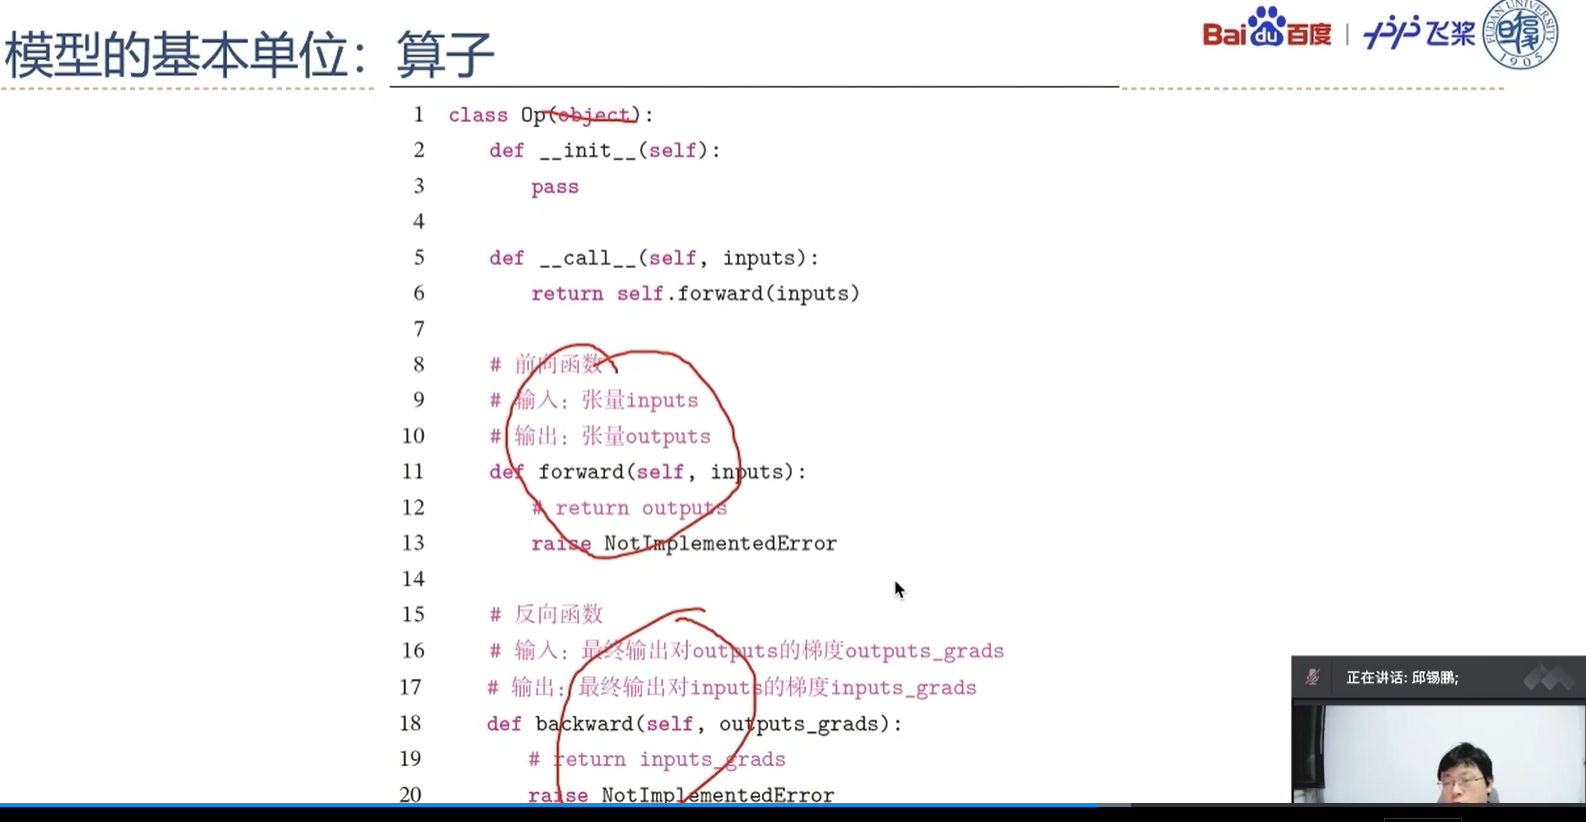 模型的基本单位：算子
Bai du 百度 | 飞桨
FUDAN UNIVERSITY
1905
1 class Op(object):
2 def __init__(self):
3 pass
4
5 def __call__(self, inputs):
6 return self.forward(inputs)
7
8 # 前向函数
9 # 输入：张量inputs
10 # 输出：张量outputs
11 def forward(self, inputs):
12 # return outputs
13 raise NotImplementedError
14
15 # 反向函数
16 # 输入：最终输出对outputs的梯度outputs_grads
17 # 输出：最终输出对inputs的梯度inputs_grads
18 def backward(self, outputs_grads):
19 # return inputs_grads
20 raise NotImplementedError
正在讲话: 邱锡鹏;